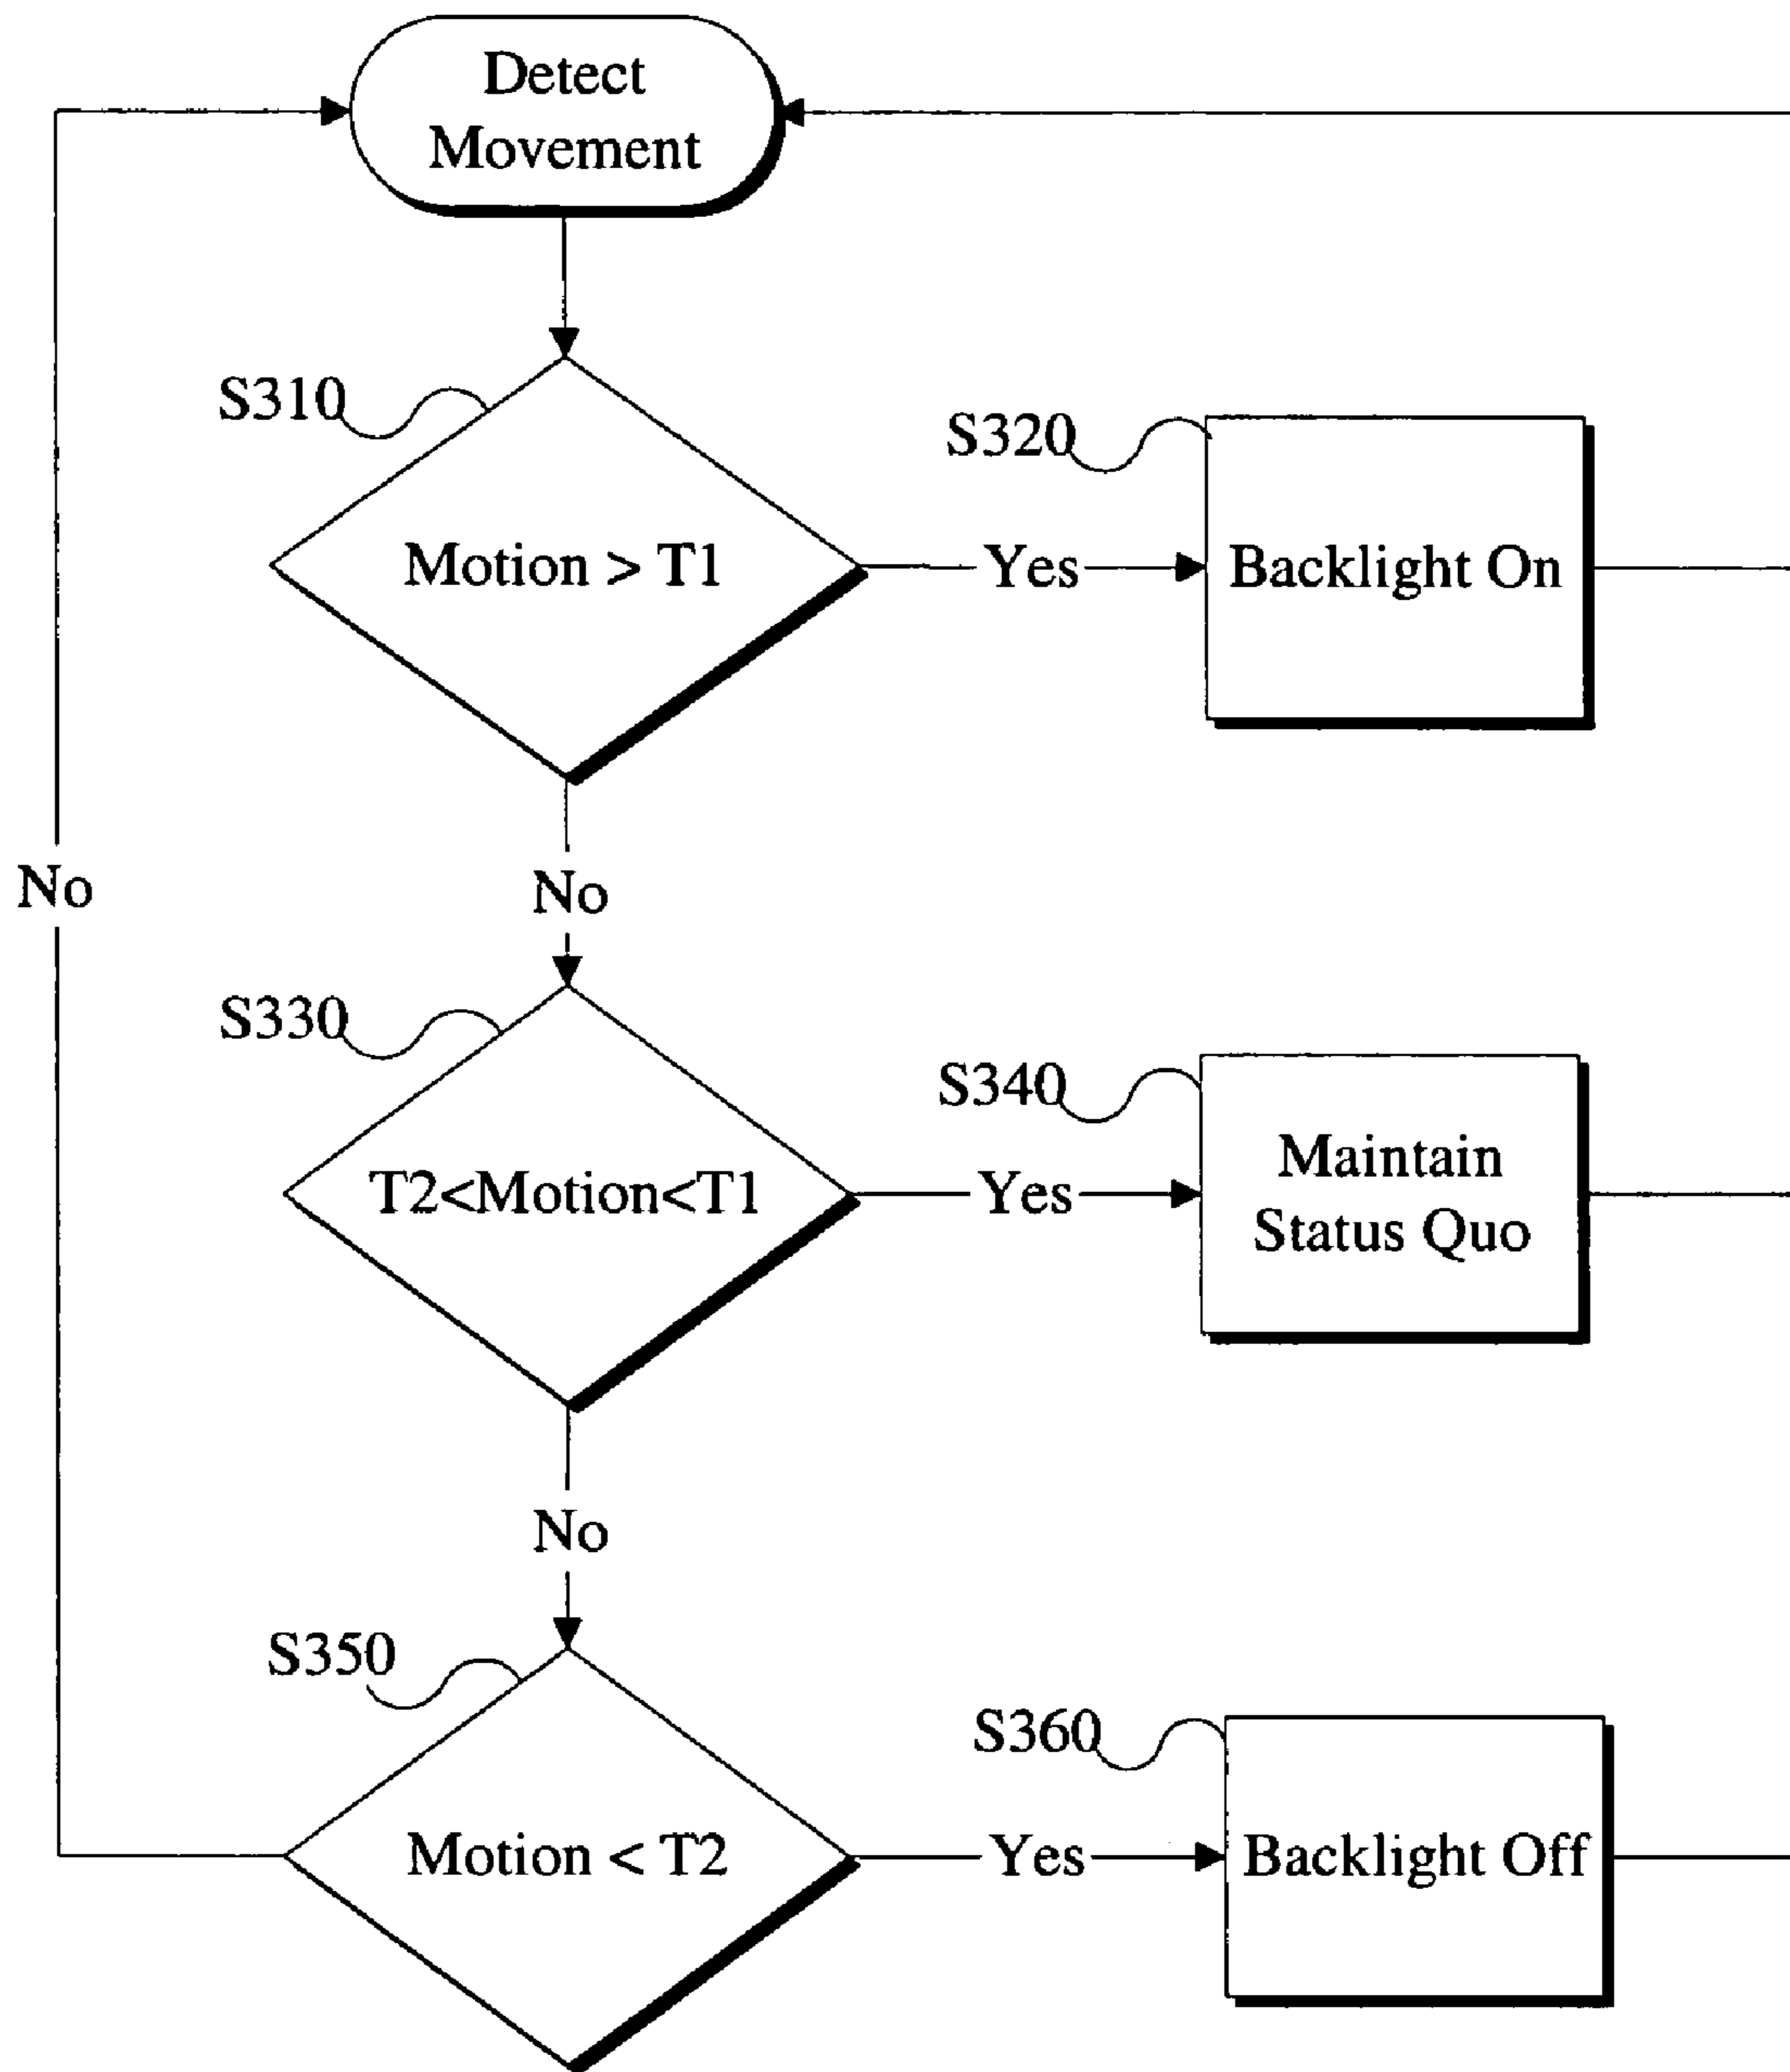 Detect
Movement
S310
Motion > T1
Yes
S320
Backlight On
No
No
S330
T2<Motion<T1
Yes
S340
Maintain
Status Quo
No
S350
Motion < T2
Yes
S360
Backlight Off